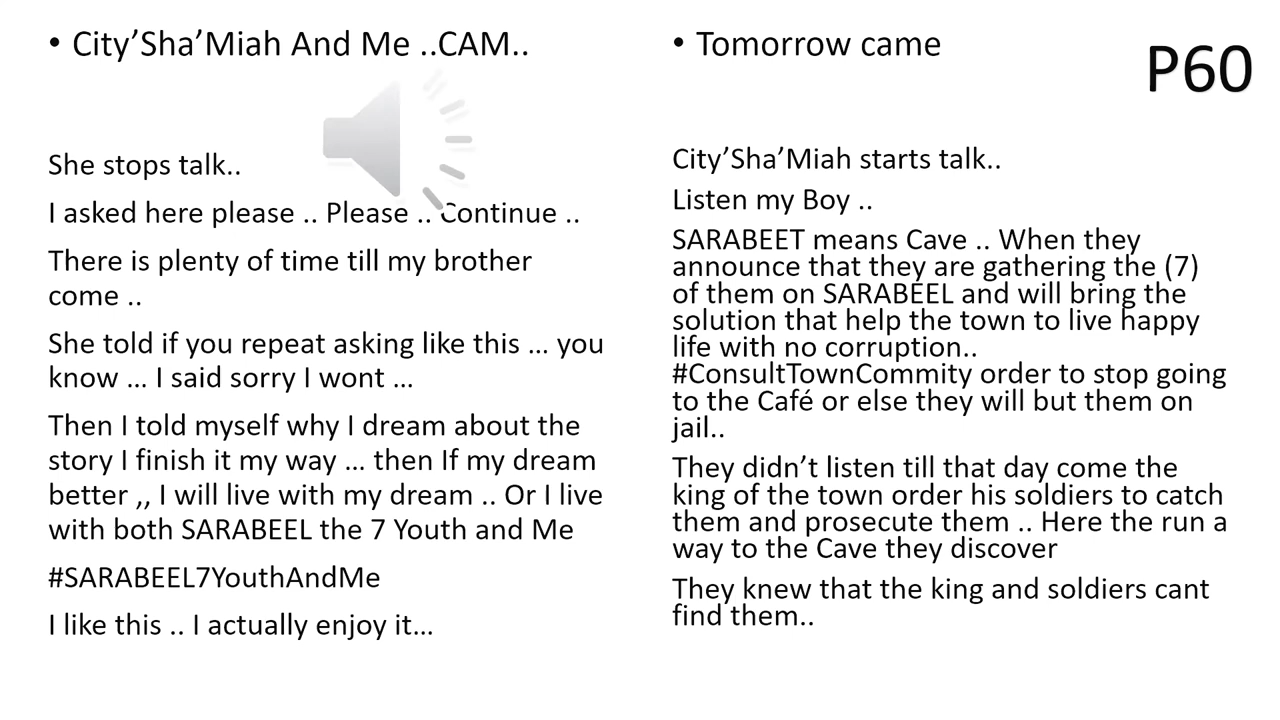 • City’Sha’Miah And Me ..CAM..
She stops talk..
I asked here please .. Please .. Continue ..
There is plenty of time till my brother
come ..
She told if you repeat asking like this ... you
know ... I said sorry I wont ...
Then I told myself why I dream about the
story I finish it my way ... then If my dream
better ,, I will live with my dream .. Or I live
with both SARABEEL the 7 Youth and Me
#SARABEEL7YouthAndMe
I like this .. I actually enjoy it...
• Tomorrow came
P60
City’Sha’Miah starts talk..
Listen my Boy ..
SARABEET means Cave .. When they
announce that they are gathering the (7)
of them on SARABEEL and will bring the
solution that help the town to live happy
life with no corruption..
#ConsultTownCommity order to stop going
to the Café or else they will but them on
jail..
They didn’t listen till that day come the
king of the town order his soldiers to catch
them and prosecute them .. Here the run a
way to the Cave they discover
They knew that the king and soldiers cant
find them..